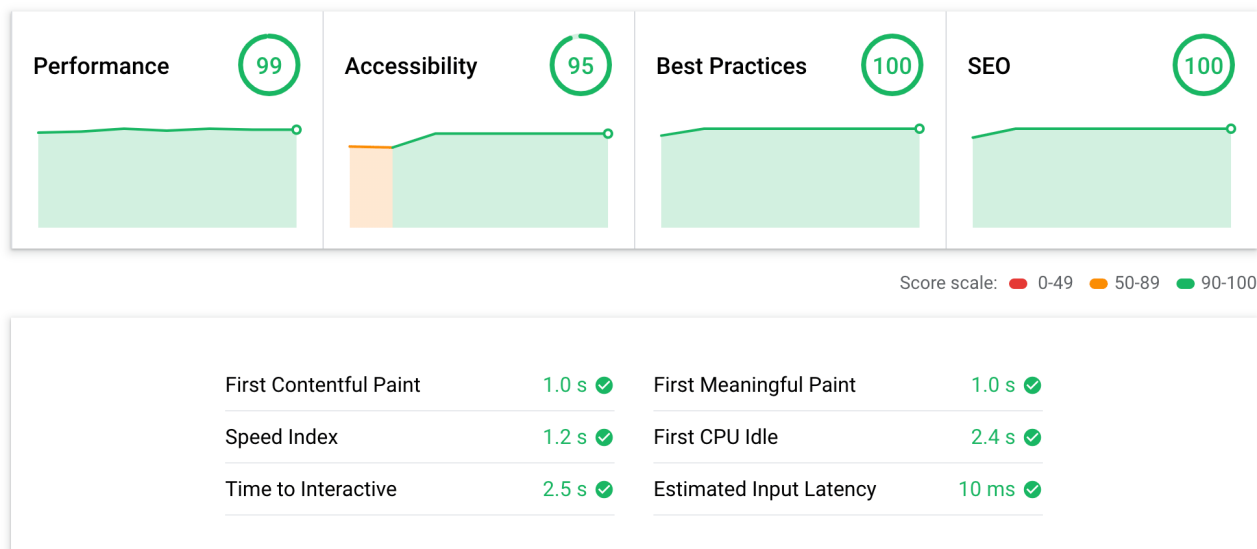 Performance 99 Accessibility 95 Best Practices 100 SEO 100
Score scale: 0-49 50-89 90-100
First Contentful Paint 1.0 s First Meaningful Paint 1.0 s
Speed Index 1.2 s First CPU Idle 2.4 s
Time to Interactive 2.5 s Estimated Input Latency 10 ms